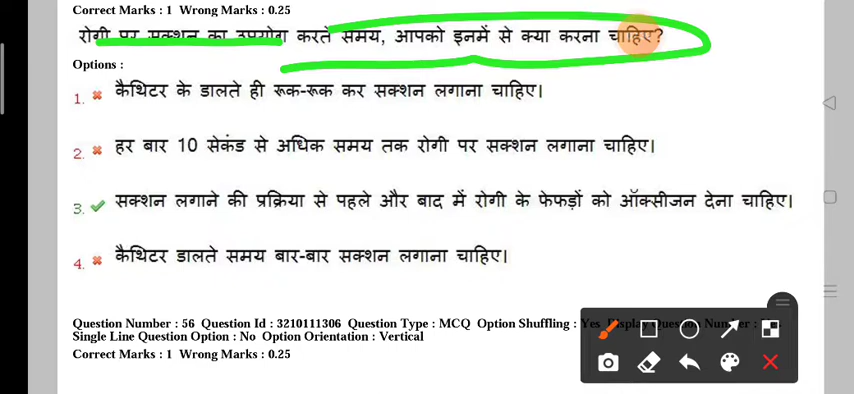 Correct Marks : 1 Wrong Marks : 0.25
रोगी पर सक्शन का उपयोग करते समय, आपको इनमें से क्या करना चाहिए?
Options :
1. कैथिटर के डालते ही रूक-रूक कर सक्शन लगाना चाहिए।
2. हर बार 10 सेकंड से अधिक समय तक रोगी पर सक्शन लगाना चाहिए।
3. सक्शन लगाने की प्रक्रिया से पहले और बाद में रोगी के फेफड़ों को ऑक्सीजन देना चाहिए।
4. कैथिटर डालते समय बार-बार सक्शन लगाना चाहिए।
Question Number : 56 Question Id : 3210111306 Question Type : MCQ Option Shuffling : Yes Display Question Number :
Single Line Question Option : No Option Orientation : Vertical
Correct Marks : 1 Wrong Marks : 0.25